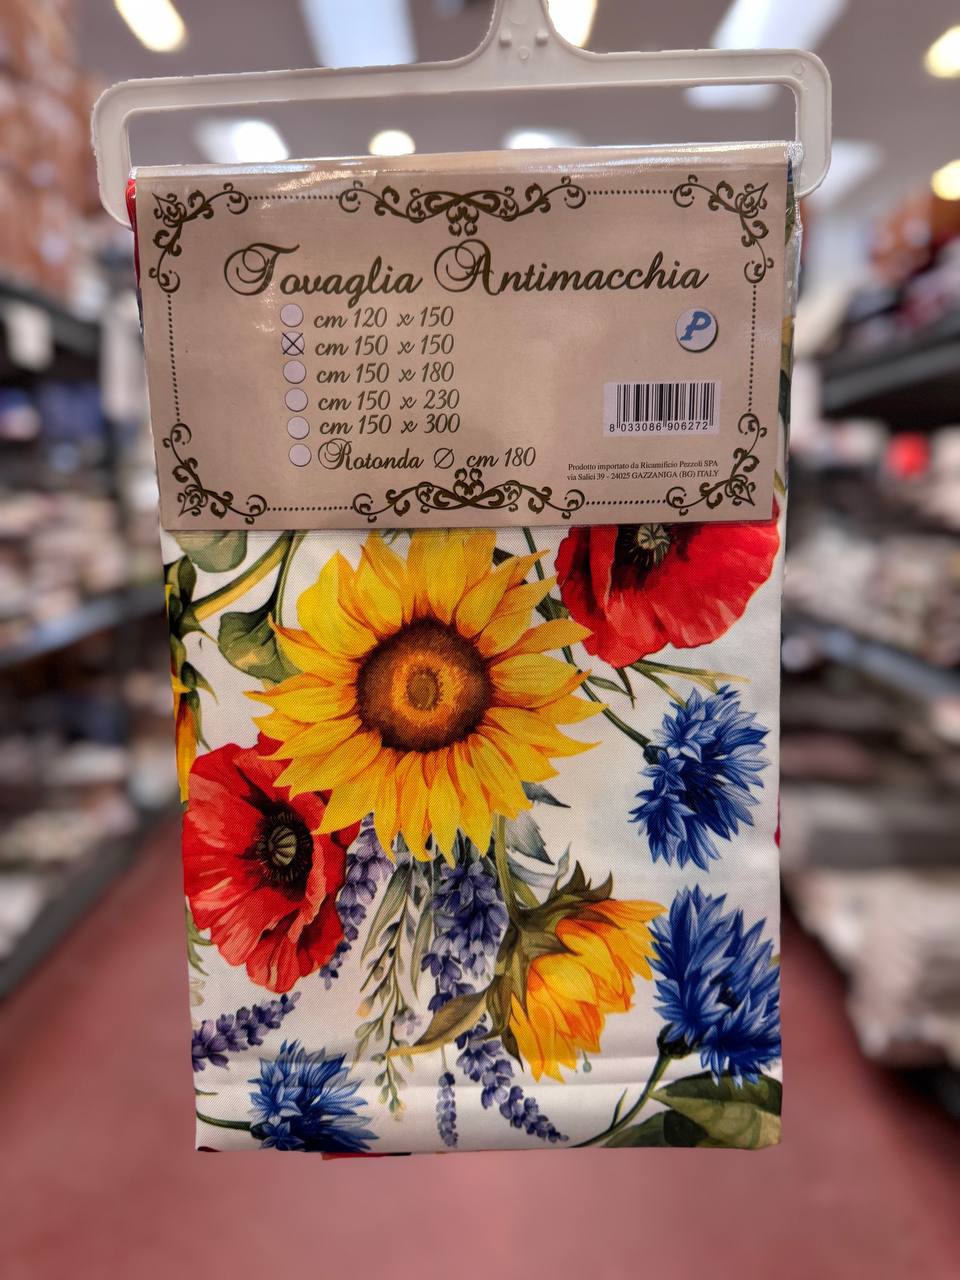 Tovaglia Antimacchia
cm 120 x 150
cm 150 x 150
cm 150 x 180
cm 150 x 230
cm 150 x 300
Rotonda Ø cm 180
P
8 033086 906272
Prodotto importato da Ricamificio Pezzoli SPA
via Salici 39 - 24025 GAZZANIGA (BG) ITALY